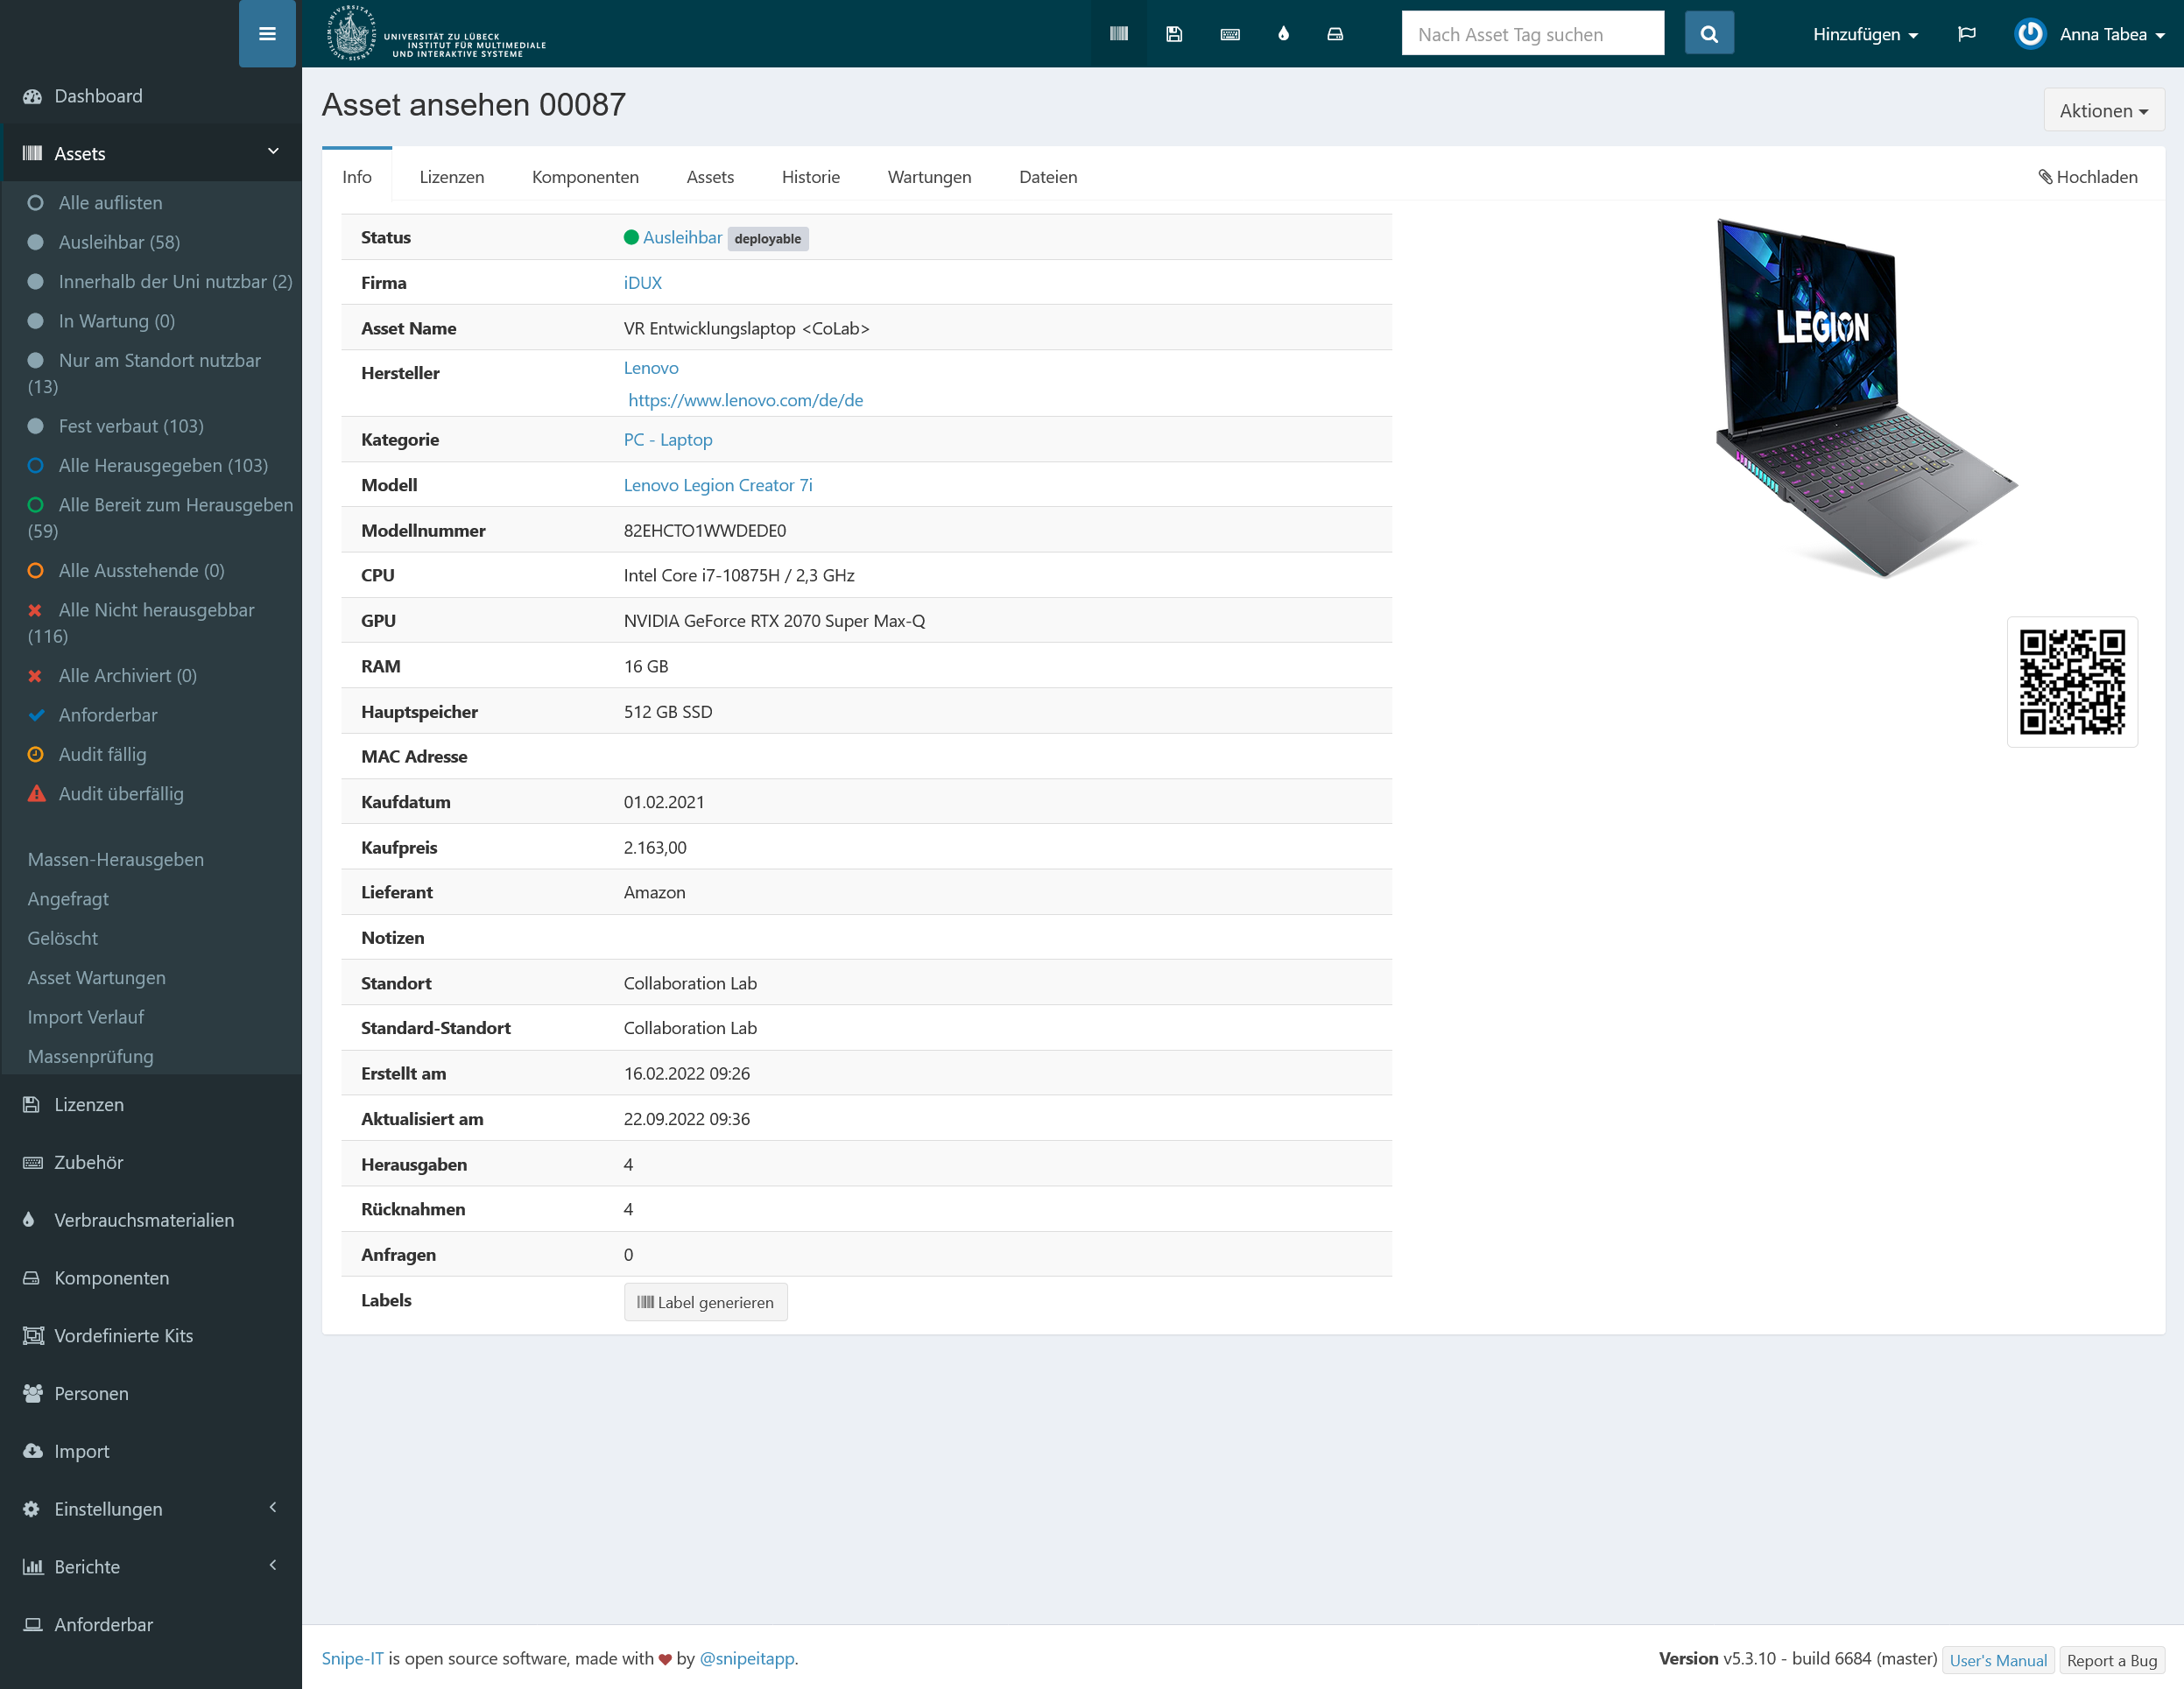 UNIVERSITÄT ZU LÜBECK
INSTITUT FÜR MULTIMEDIALE
UND INTERAKTIVE SYSTEME
Nach Asset Tag suchen
Hinzufügen
Anna Tabea
Dashboard
Assets
Alle auflisten
Ausleihbar (58)
Innerhalb der Uni nutzbar (2)
In Wartung (0)
Nur am Standort nutzbar
(13)
Fest verbaut (103)
Alle Herausgegeben (103)
Alle Bereit zum Herausgeben
(59)
Alle Ausstehende (0)
Alle Nicht herausgebbar
(116)
Alle Archiviert (0)
Anforderbar
Audit fällig
Audit überfällig
Massen-Herausgeben
Angefragt
Gelöscht
Asset Wartungen
Import Verlauf
Massenprüfung
Lizenzen
Zubehör
Verbrauchsmaterialien
Komponenten
Vordefinierte Kits
Personen
Import
Einstellungen
Berichte
Anforderbar
Asset ansehen 00087
Aktionen
Info Lizenzen Komponenten Assets Historie Wartungen Dateien Hochladen
Status Ausleihbar deployable
Firma iDUX
Asset Name VR Entwicklungslaptop <CoLab>
Hersteller Lenovo
https://www.lenovo.com/de/de
Kategorie PC - Laptop
Modell Lenovo Legion Creator 7i
Modellnummer 82EHCTO1WWDEDE0
CPU Intel Core i7-10875H / 2,3 GHz
GPU NVIDIA GeForce RTX 2070 Super Max-Q
RAM 16 GB
Hauptspeicher 512 GB SSD
MAC Adresse
Kaufdatum 01.02.2021
Kaufpreis 2.163,00
Lieferant Amazon
Notizen
Standort Collaboration Lab
Standard-Standort Collaboration Lab
Erstellt am 16.02.2022 09:26
Aktualisiert am 22.09.2022 09:36
Herausgaben 4
Rücknahmen 4
Anfragen 0
Labels Label generieren
LEGION
Snipe-IT is open source software, made with ❤ by @snipeitapp.
Version v5.3.10 - build 6684 (master) User's Manual Report a Bug